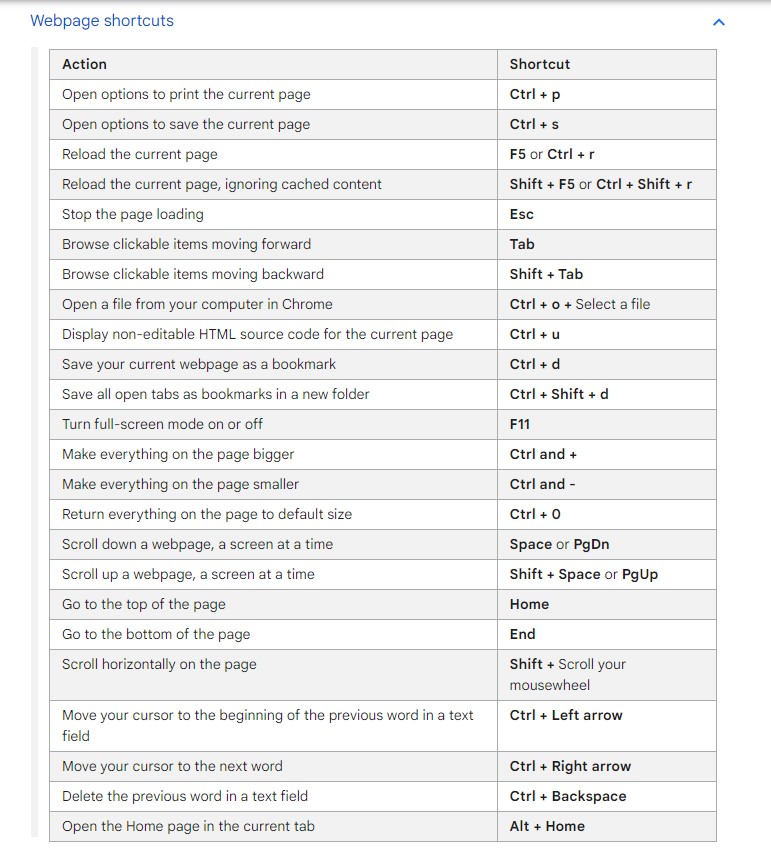 Webpage shortcuts
Action Shortcut
Open options to print the current page Ctrl + p
Open options to save the current page Ctrl + s
Reload the current page F5 or Ctrl + r
Reload the current page, ignoring cached content Shift + F5 or Ctrl + Shift + r
Stop the page loading Esc
Browse clickable items moving forward Tab
Browse clickable items moving backward Shift + Tab
Open a file from your computer in Chrome Ctrl + o + Select a file
Display non-editable HTML source code for the current page Ctrl + u
Save your current webpage as a bookmark Ctrl + d
Save all open tabs as bookmarks in a new folder Ctrl + Shift + d
Turn full-screen mode on or off F11
Make everything on the page bigger Ctrl and +
Make everything on the page smaller Ctrl and -
Return everything on the page to default size Ctrl + 0
Scroll down a webpage, a screen at a time Space or PgDn
Scroll up a webpage, a screen at a time Shift + Space or PgUp
Go to the top of the page Home
Go to the bottom of the page End
Scroll horizontally on the page Shift + Scroll your
mousewheel
Move your cursor to the beginning of the previous word in a text Ctrl + Left arrow
field
Move your cursor to the next word Ctrl + Right arrow
Delete the previous word in a text field Ctrl + Backspace
Open the Home page in the current tab Alt + Home